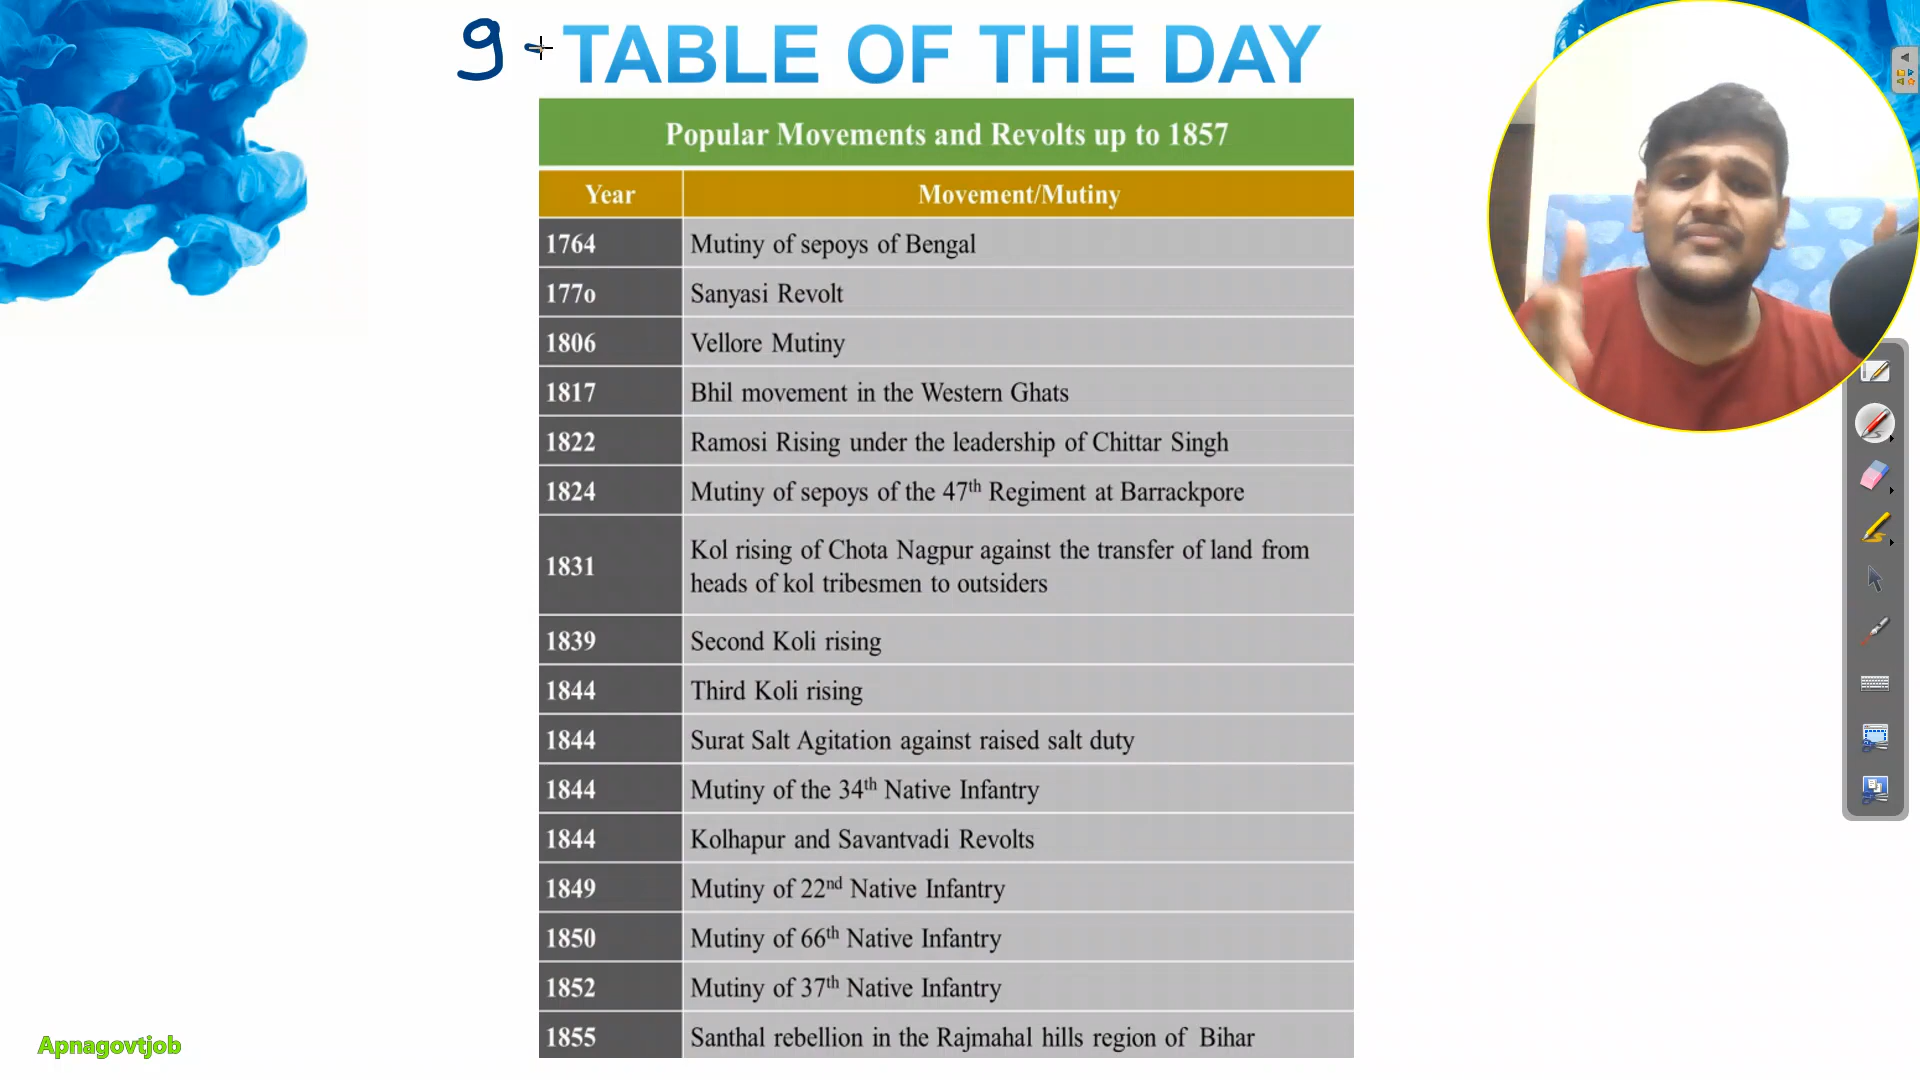 9 - TABLE OF THE DAY
Popular Movements and Revolts up to 1857
Year Movement/Mutiny
1764 Mutiny of sepoys of Bengal
177o Sanyasi Revolt
1806 Vellore Mutiny
1817 Bhil movement in the Western Ghats
1822 Ramosi Rising under the leadership of Chittar Singh
1824 Mutiny of sepoys of the 47th Regiment at Barrackpore
1831 Kol rising of Chota Nagpur against the transfer of land from
heads of kol tribesmen to outsiders
1839 Second Koli rising
1844 Third Koli rising
1844 Surat Salt Agitation against raised salt duty
1844 Mutiny of the 34th Native Infantry
1844 Kolhapur and Savantvadi Revolts
1849 Mutiny of 22nd Native Infantry
1850 Mutiny of 66th Native Infantry
1852 Mutiny of 37th Native Infantry
1855 Santhal rebellion in the Rajmahal hills region of Bihar
Apnagovtjob